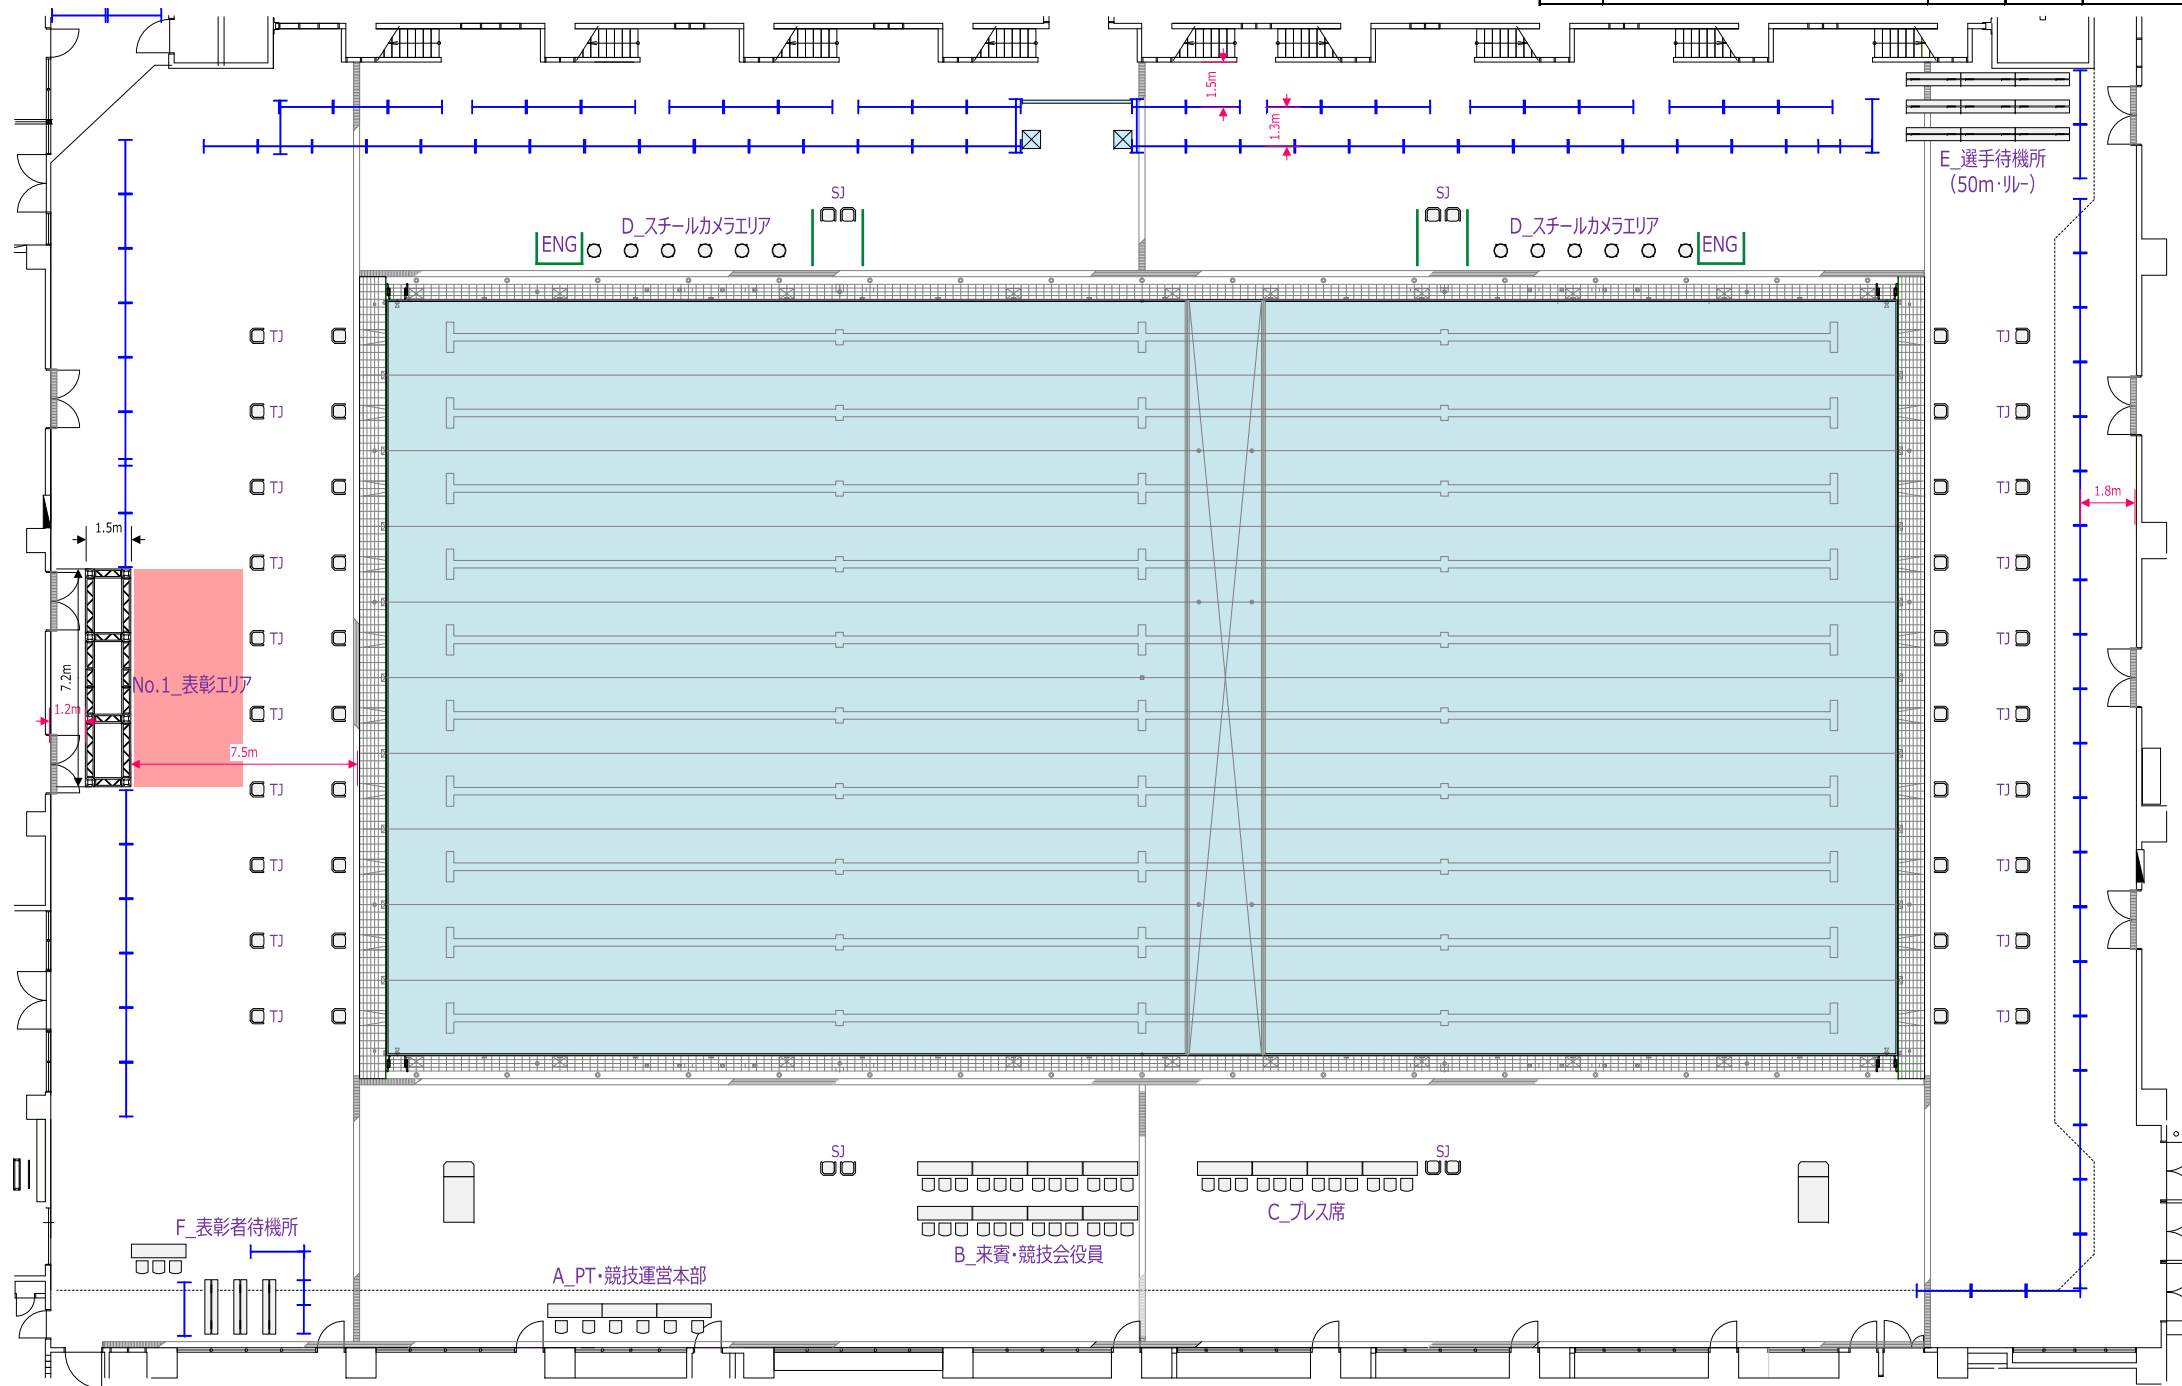 1.5m
1.3m
E_選手待機所
（50m･ﾘﾚｰ）
SJ
SJ
D_スチールカメラエリア
D_スチールカメラエリア
ENG
ENG
TJ
TJ
TJ
TJ
TJ
TJ
TJ
TJ
1.8m
1.5m
TJ
TJ
TJ
TJ
7.2m
No.1_表彰エリア
1.2m
TJ
TJ
7.5m
TJ
TJ
TJ
TJ
TJ
TJ
SJ
SJ
C_プレス席
F_表彰者待機所
B_来賓・競技会役員
A_PT・競技運営本部